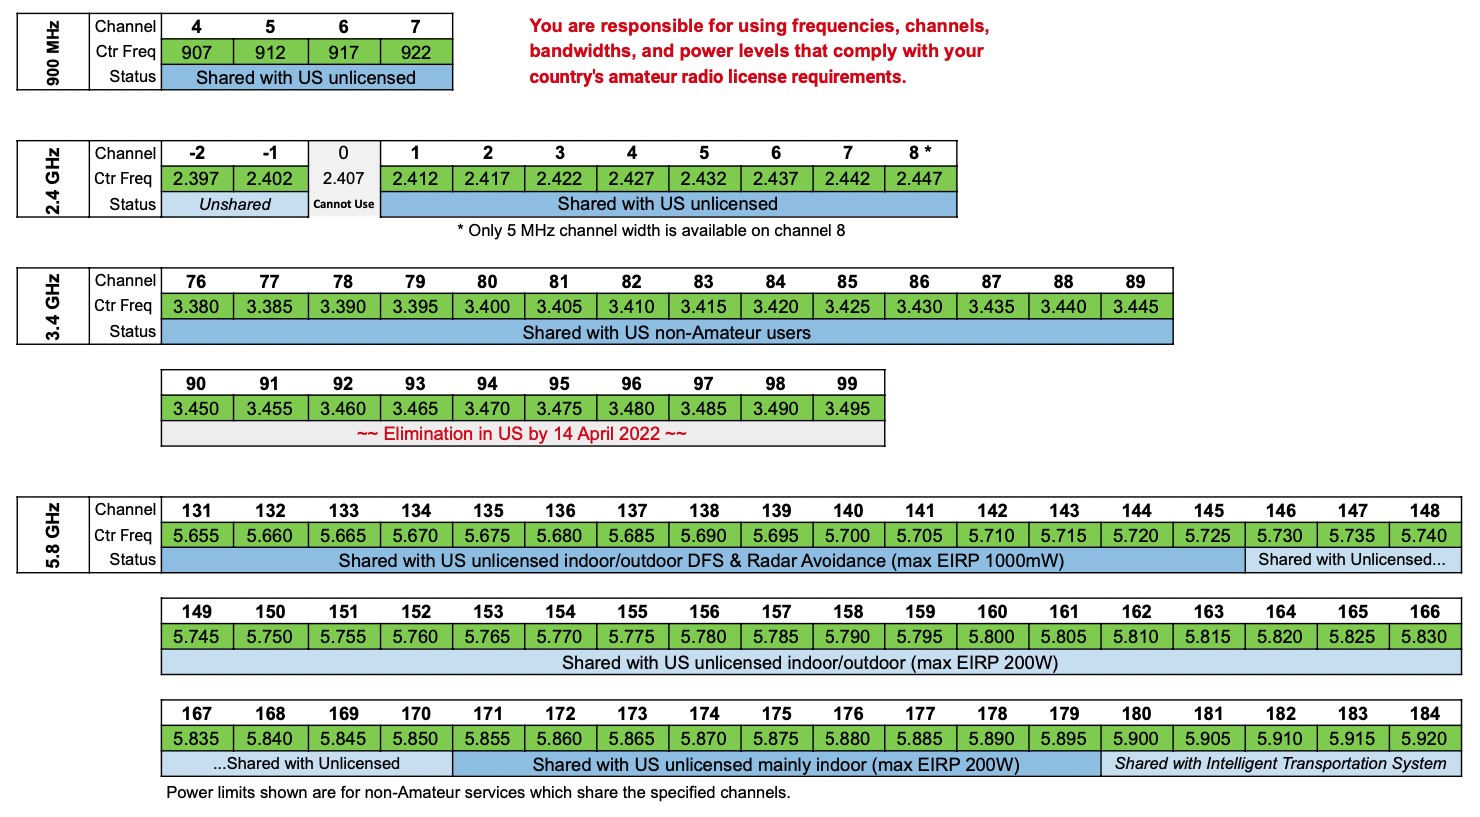 900 MHz
Channel 4 5 6 7
Ctr Freq 907 912 917 922
Status Shared with US unlicensed
You are responsible for using frequencies, channels,
bandwidths, and power levels that comply with your
country's amateur radio license requirements.
2.4 GHz
Channel -2 -1 0 1 2 3 4 5 6 7 8 *
Ctr Freq 2.397 2.402 2.407 2.412 2.417 2.422 2.427 2.432 2.437 2.442 2.447
Status Unshared Cannot Use Shared with US unlicensed
* Only 5 MHz channel width is available on channel 8
3.4 GHz
Channel 76 77 78 79 80 81 82 83 84 85 86 87 88 89
Ctr Freq 3.380 3.385 3.390 3.395 3.400 3.405 3.410 3.415 3.420 3.425 3.430 3.435 3.440 3.445
Status Shared with US non-Amateur users
90 91 92 93 94 95 96 97 98 99
3.450 3.455 3.460 3.465 3.470 3.475 3.480 3.485 3.490 3.495
~~ Elimination in US by 14 April 2022 ~~
5.8 GHz
Channel 131 132 133 134 135 136 137 138 139 140 141 142 143 144 145 146 147 148
Ctr Freq 5.655 5.660 5.665 5.670 5.675 5.680 5.685 5.690 5.695 5.700 5.705 5.710 5.715 5.720 5.725 5.730 5.735 5.740
Status Shared with US unlicensed indoor/outdoor DFS & Radar Avoidance (max EIRP 1000mW) Shared with Unlicensed...
149 150 151 152 153 154 155 156 157 158 159 160 161 162 163 164 165 166
5.745 5.750 5.755 5.760 5.765 5.770 5.775 5.780 5.785 5.790 5.795 5.800 5.805 5.810 5.815 5.820 5.825 5.830
Shared with US unlicensed indoor/outdoor (max EIRP 200W)
167 168 169 170 171 172 173 174 175 176 177 178 179 180 181 182 183 184
5.835 5.840 5.845 5.850 5.855 5.860 5.865 5.870 5.875 5.880 5.885 5.890 5.895 5.900 5.905 5.910 5.915 5.920
...Shared with Unlicensed Shared with US unlicensed mainly indoor (max EIRP 200W) Shared with Intelligent Transportation System
Power limits shown are for non-Amateur services which share the specified channels.